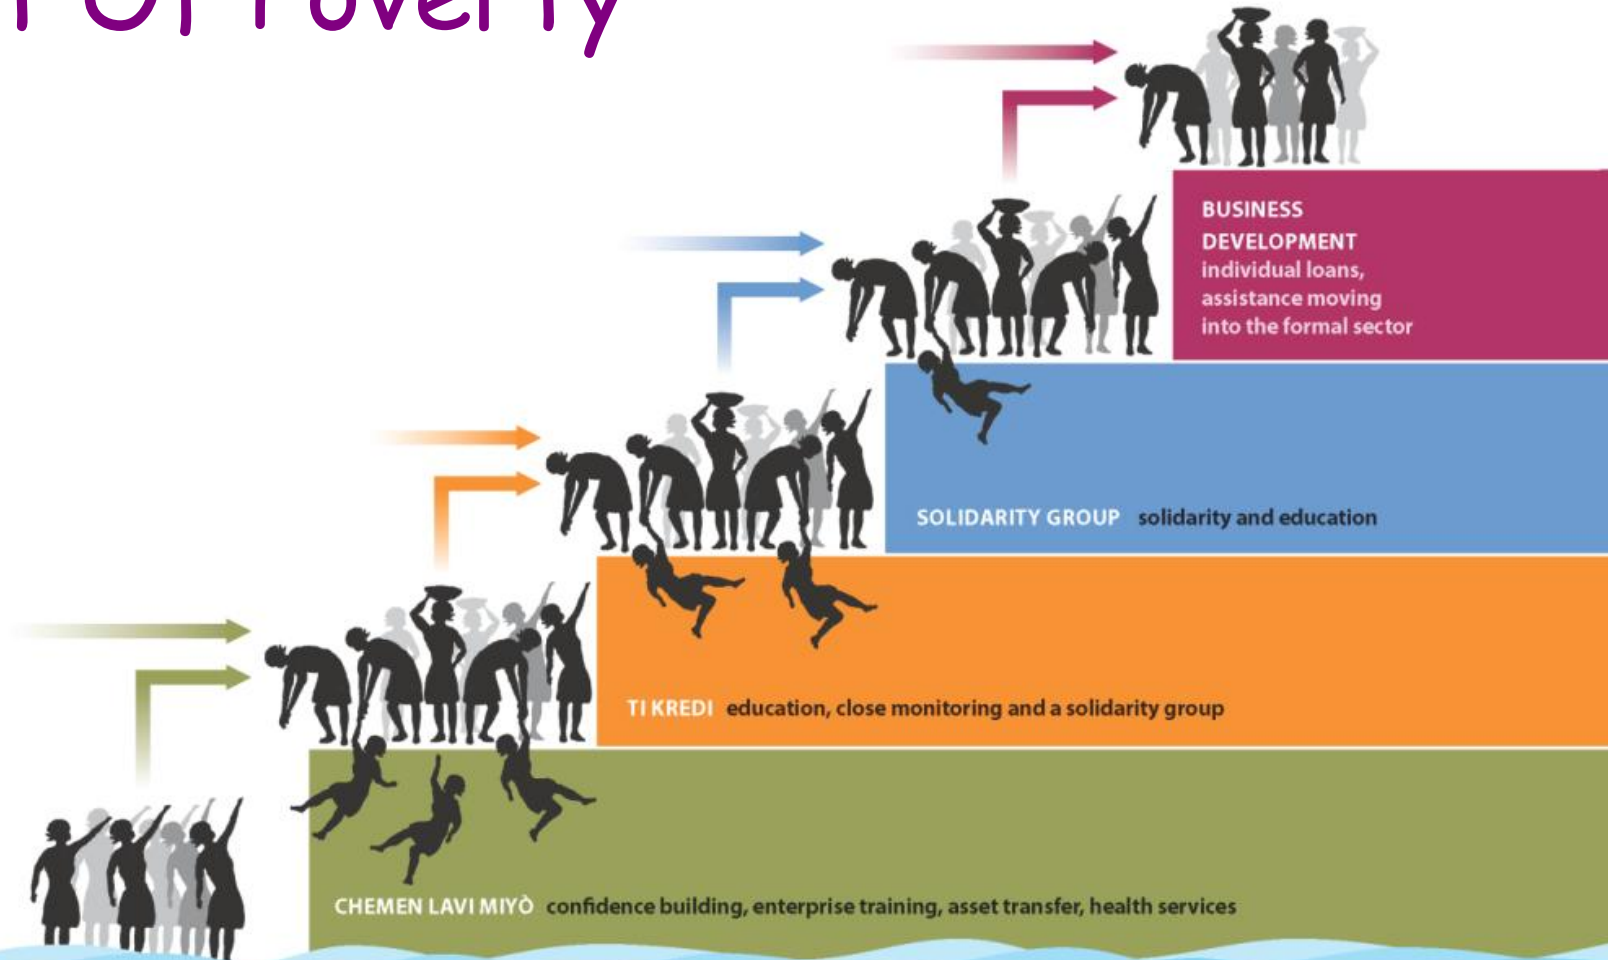 Of Poverty
BUSINESS
DEVELOPMENT
individual loans,
assistance moving
into the formal sector
SOLIDARITY GROUP solidarity and education
TI KREDI education, close monitoring and a solidarity group
CHEMEN LAVI MIYÒ confidence building, enterprise training, asset transfer, health services